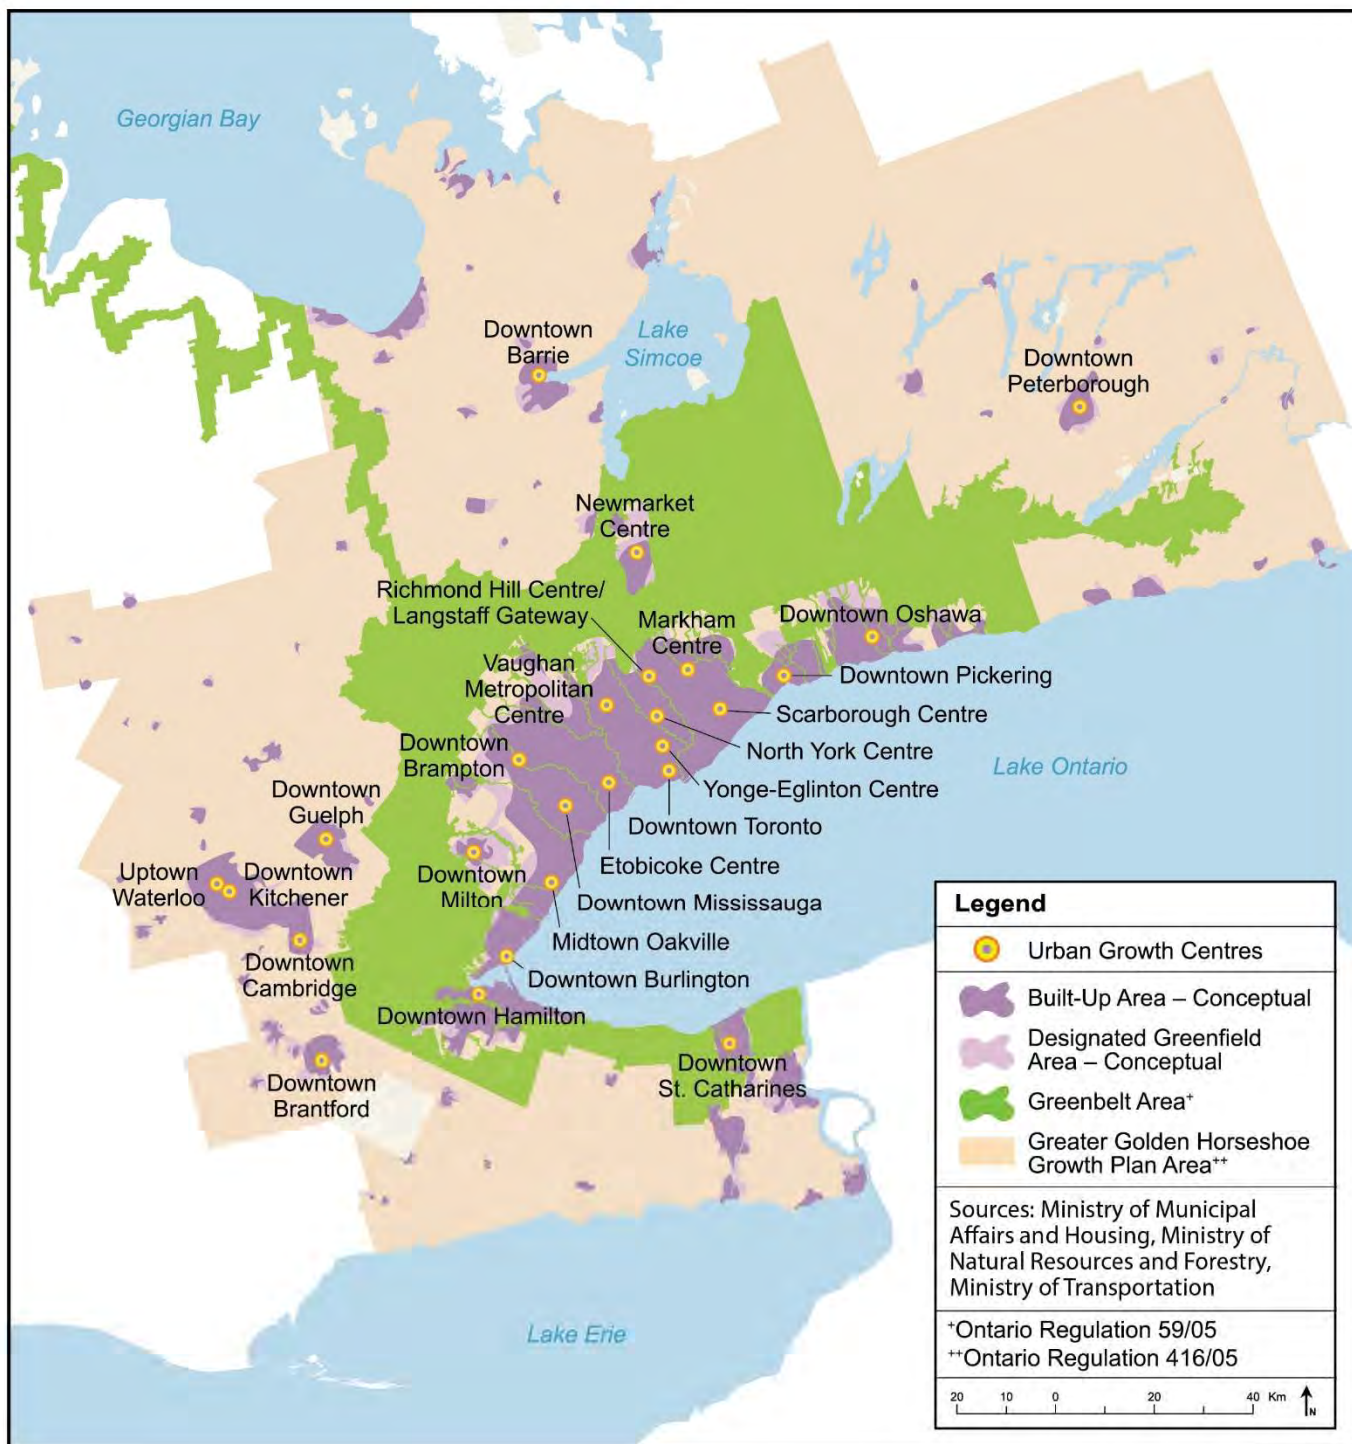 Georgian Bay
Downtown
Barrie
Lake
Simcoe
Downtown
Peterborough
Newmarket
Centre
Richmond Hill Centre/
Langstaff Gateway
Markham
Centre
Downtown Oshawa
Vaughan
Metropolitan
Centre
Downtown Pickering
Scarborough Centre
North York Centre
Downtown
Brampton
Lake Ontario
Yonge-Eglinton Centre
Downtown
Guelph
Downtown Toronto
Etobicoke Centre
Uptown
Waterloo
Downtown
Kitchener
Downtown
Milton
Downtown Mississauga
Midtown Oakville
Downtown
Cambridge
Downtown Burlington
Downtown Hamilton
Downtown
St. Catharines
Downtown
Brantford
Lake Erie
Legend
Urban Growth Centres
Built-Up Area – Conceptual
Designated Greenfield
Area – Conceptual
Greenbelt Area+
Greater Golden Horseshoe
Growth Plan Area++
Sources: Ministry of Municipal
Affairs and Housing, Ministry of
Natural Resources and Forestry,
Ministry of Transportation
+Ontario Regulation 59/05
++Ontario Regulation 416/05
20 10 0 20 40 Km
N